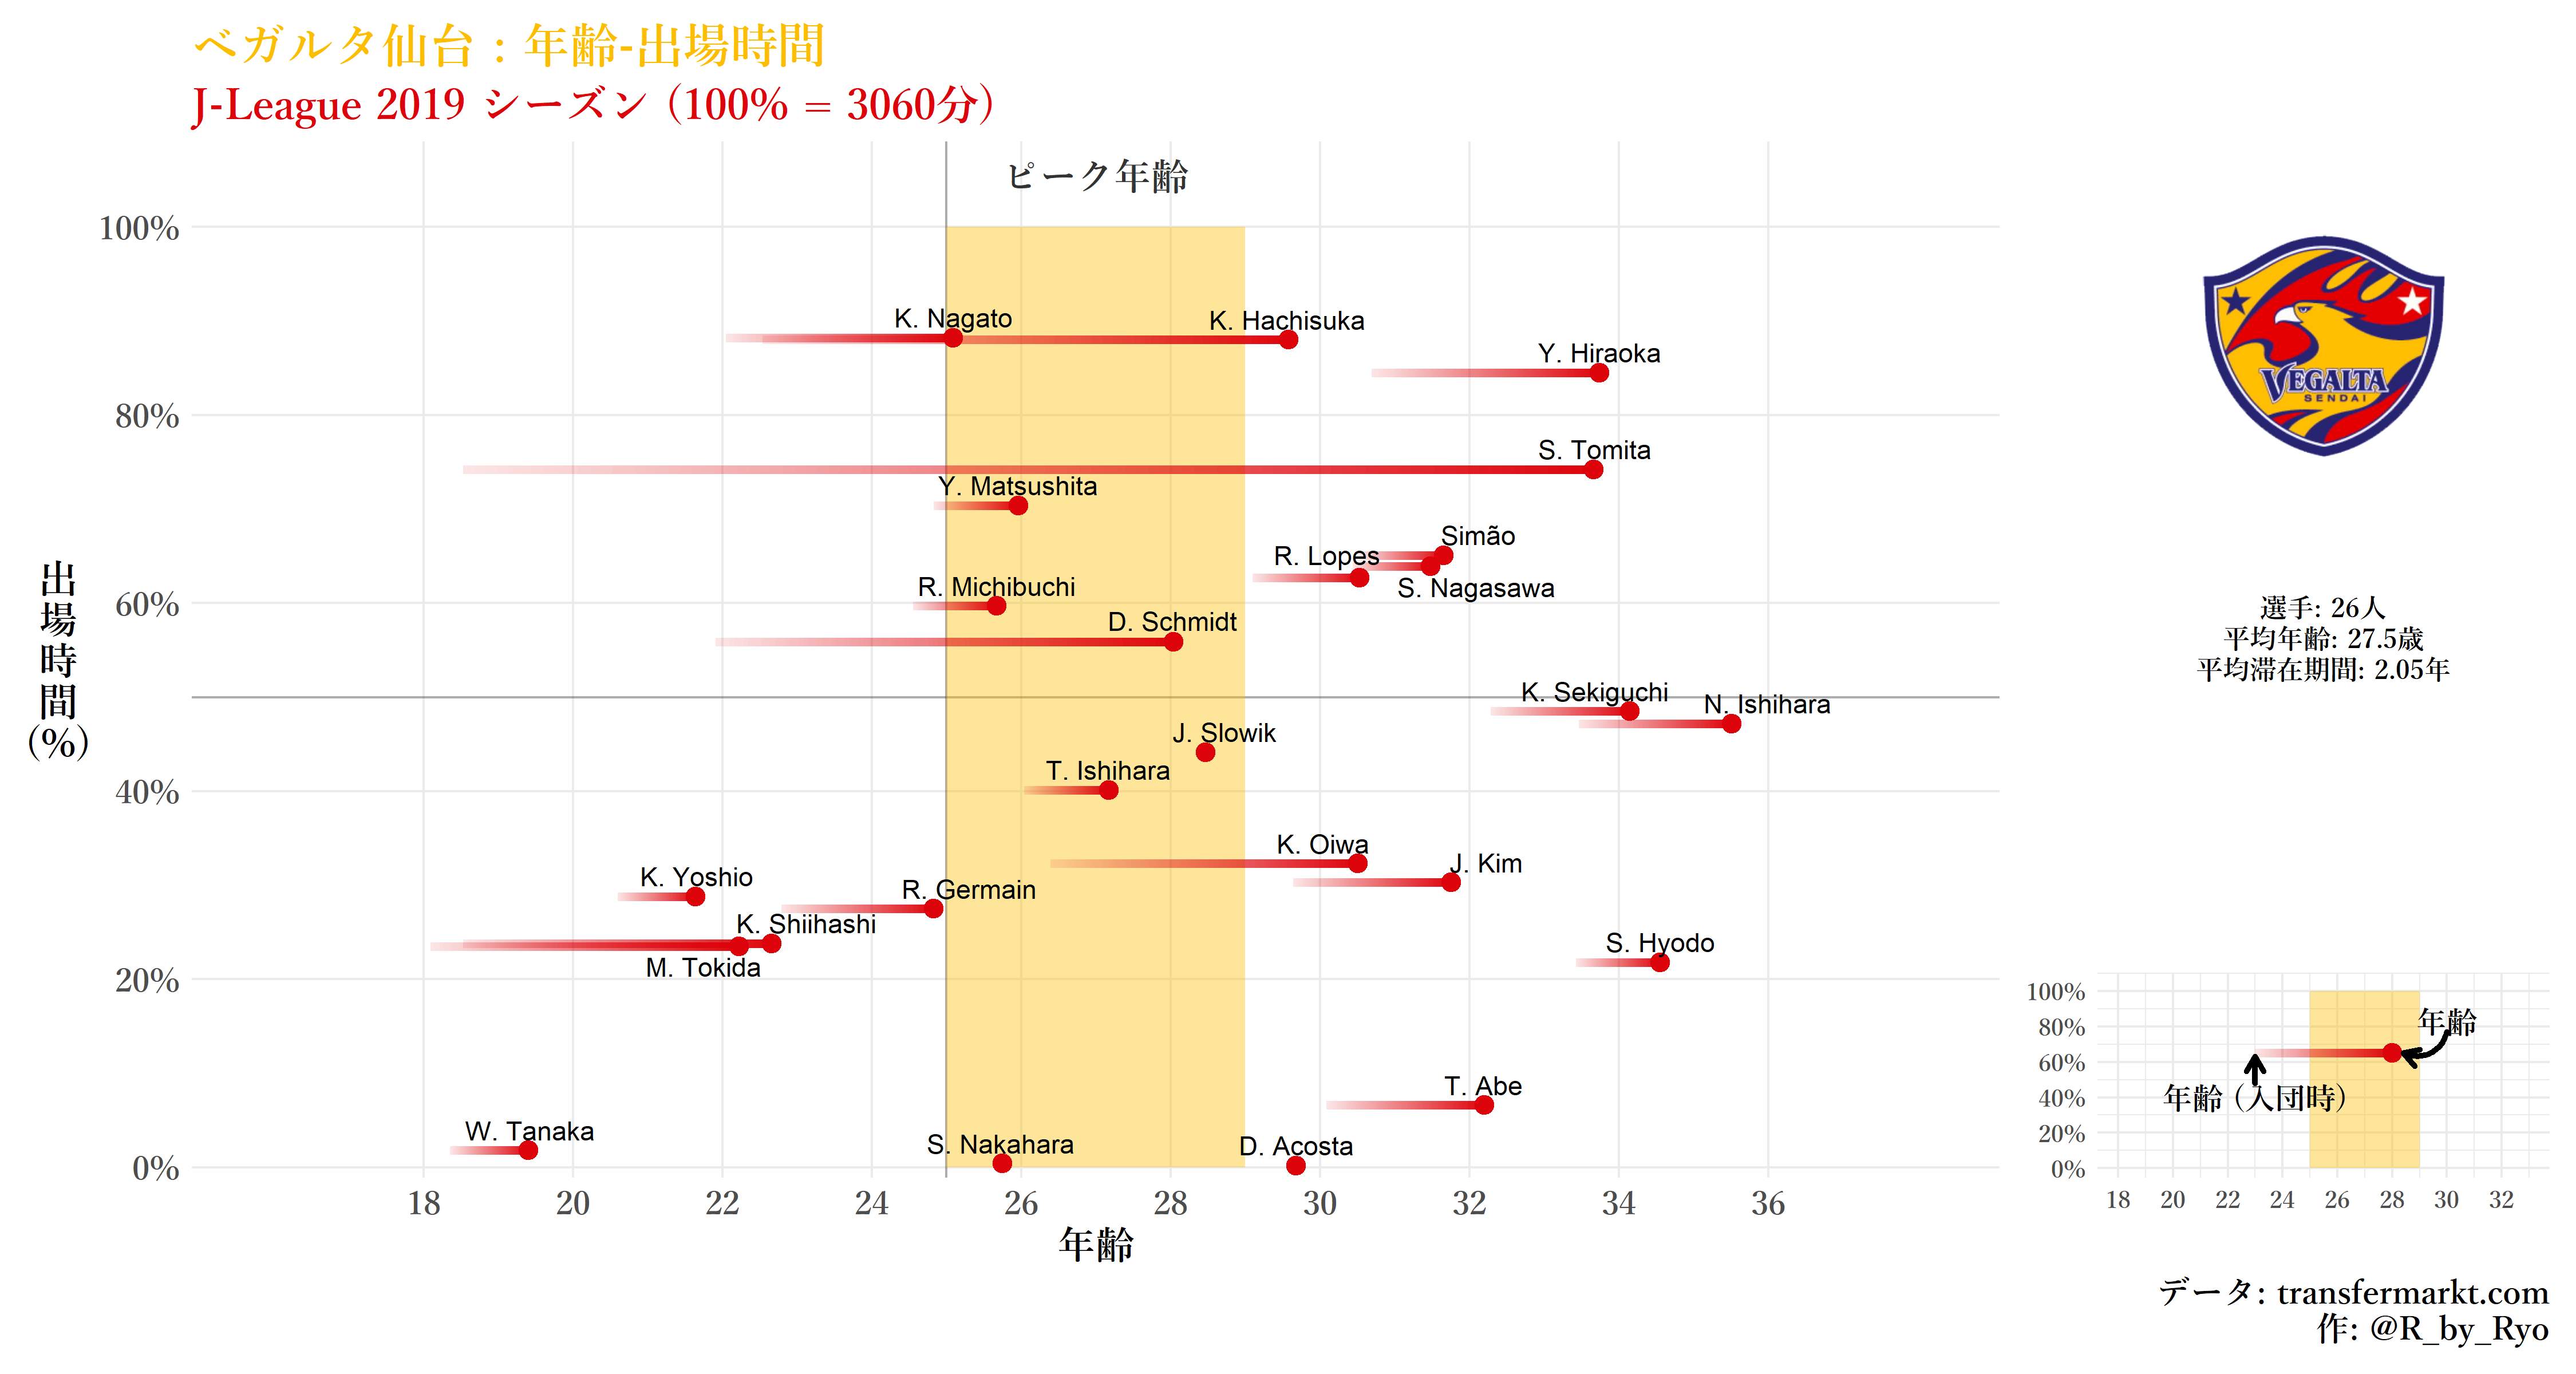 ベガルタ仙台：年齢-出場時間
J-League 2019 シーズン (100% = 3060分)
ピーク年齢
100%
80%
60%
40%
20%
0%
出場時間(%)
K. Nagato
K. Hachisuka
Y. Hiraoka
S. Tomita
Y. Matsushita
Simão
R. Lopes
S. Nagasawa
R. Michibuchi
D. Schmidt
K. Sekiguchi
N. Ishihara
J. Slowik
T. Ishihara
K. Oiwa
J. Kim
K. Yoshio
R. Germain
K. Shiihashi
M. Tokida
S. Hyodo
T. Abe
W. Tanaka
S. Nakahara
D. Acosta
18 20 22 24 26 28 30 32 34 36
年齢
VEGALTA
SENDAI
選手: 26人
平均年齢: 27.5歳
平均滞在期間: 2.05年
100%
80%
60%
40%
20%
0%
年齢
年齢 (入団時)
18 20 22 24 26 28 30 32
データ: transfermarkt.com
作: @R_by_Ryo